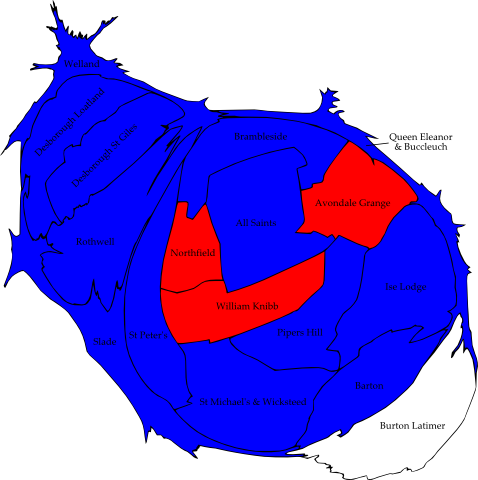 Welland
Desborough Loatland
Desborough St Giles
Brambleside
Queen Eleanor
& Buccleuch
Avondale Grange
All Saints
Rothwell
Northfield
Ise Lodge
William Knibb
Slade
St Peter's
Pipers Hill
Barton
St Michael's & Wicksteed
Burton Latimer